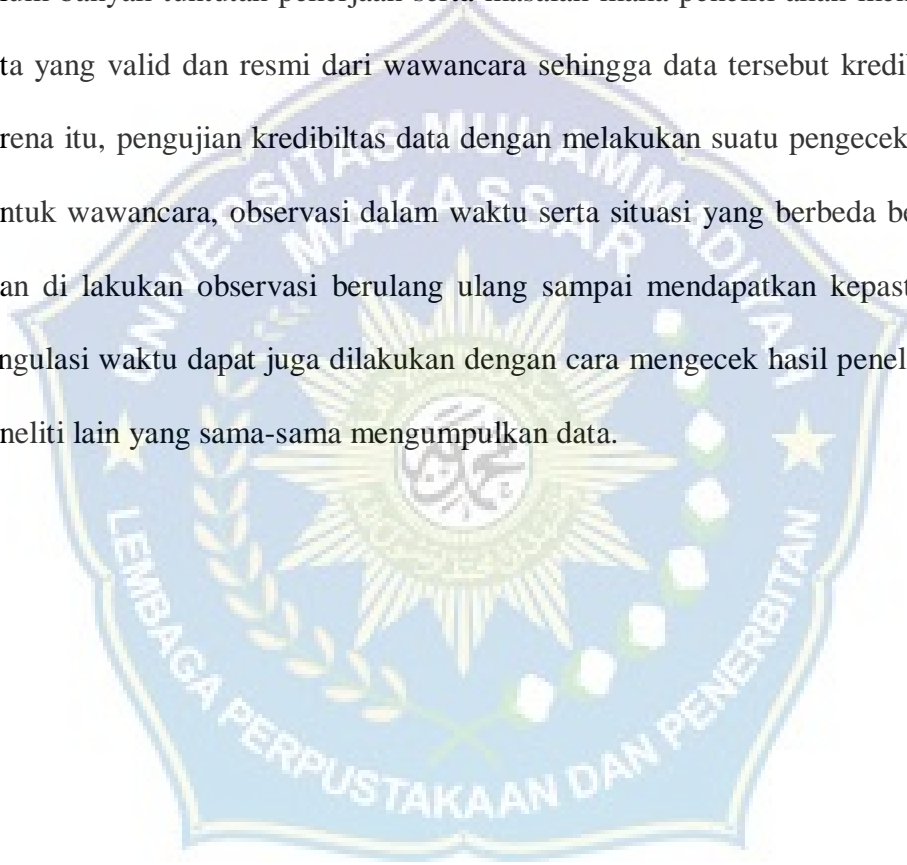 ta yang valid dan resmi dari wawancara sehingga data tersebut kredi
rena itu, pengujian kredibiltas data dengan melakukan suatu pengecek
ntuk wawancara, observasi dalam waktu serta situasi yang berbeda be
an di lakukan observasi berulang ulang sampai mendapatkan kepast
ngulasi waktu dapat juga dilakukan dengan cara mengecek hasil penel
neliti lain yang sama-sama mengumpulkan data.
UNIVERSITAS MUHAMMADIYAH
MAKASSAR
LEMBAGA PERPUSTAKAAN DAN PENERBITAN